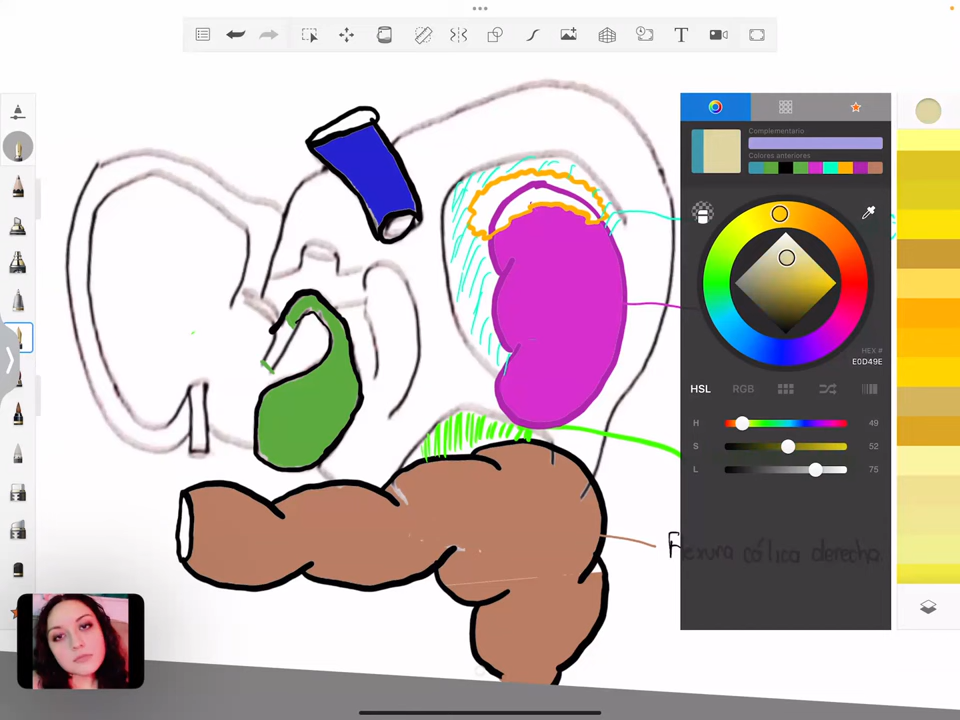 T
Complementario
Colores anteriores
HEX #
E0D49E
HSL
RGB
H
49
S
52
L
75
Flexura cólica derecha